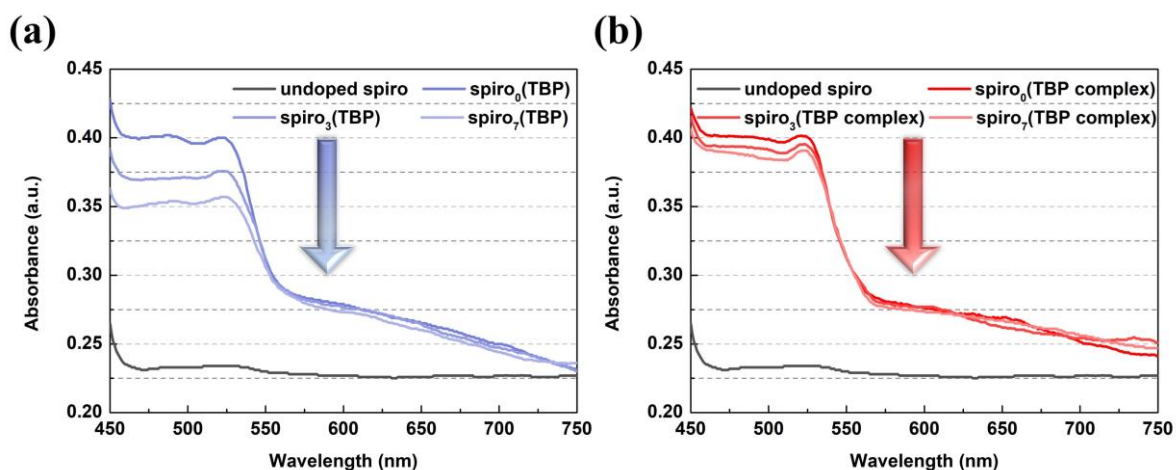 (a)
0.45
0.40
0.35
0.30
0.25
0.20
Absorbance (a.u.)
undoped spiro
spiro₀(TBP)
spiro₃(TBP)
spiro₇(TBP)
450 500 550 600 650 700 750
Wavelength (nm)
(b)
0.45
0.40
0.35
0.30
0.25
0.20
Absorbance (a.u.)
undoped spiro
spiro₀(TBP complex)
spiro₃(TBP complex)
spiro₇(TBP complex)
450 500 550 600 650 700 750
Wavelength (nm)